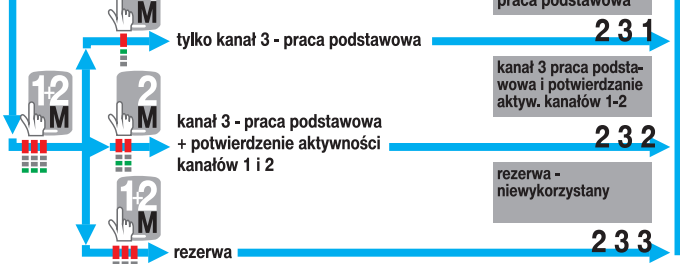 praca podstawowa
M
tylko kanał 3 - praca podstawowa
2 3 1
1+2
M
2
M
kanał 3 - praca podstawowa
+ potwierdzenie aktywności
kanałów 1 i 2
kanał 3 praca podsta-
wowa i potwierdzanie
aktyw. kanałów 1-2
2 3 2
1+2
M
rezerwa
rezerwa -
niewykorzystany
2 3 3